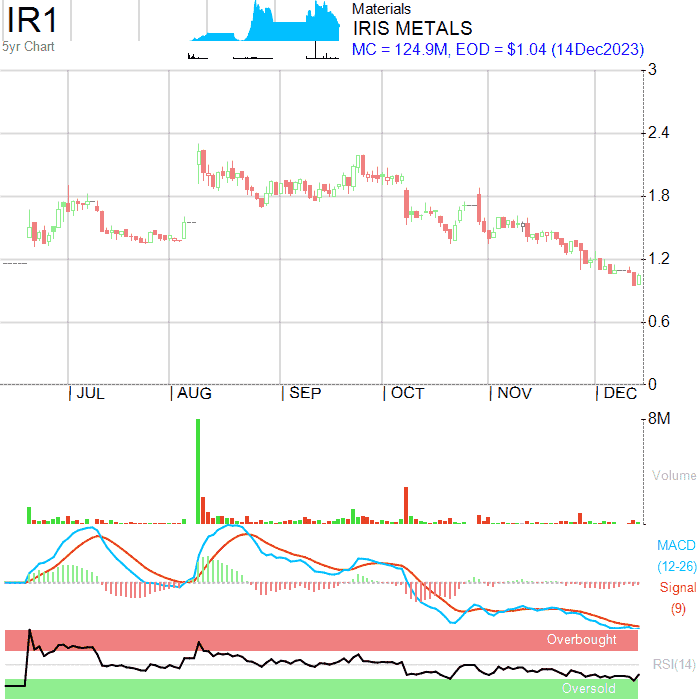 IR1
5yr Chart
Materials
IRIS METALS
MC = 124.9M, EOD = $1.04 (14Dec2023)
3
2.4
1.8
1.2
0.6
0
JUL
AUG
SEP
OCT
NOV
DEC
8M
Volume
MACD
(12-26)
Signal
(9)
Overbought
RSI(14)
Oversold